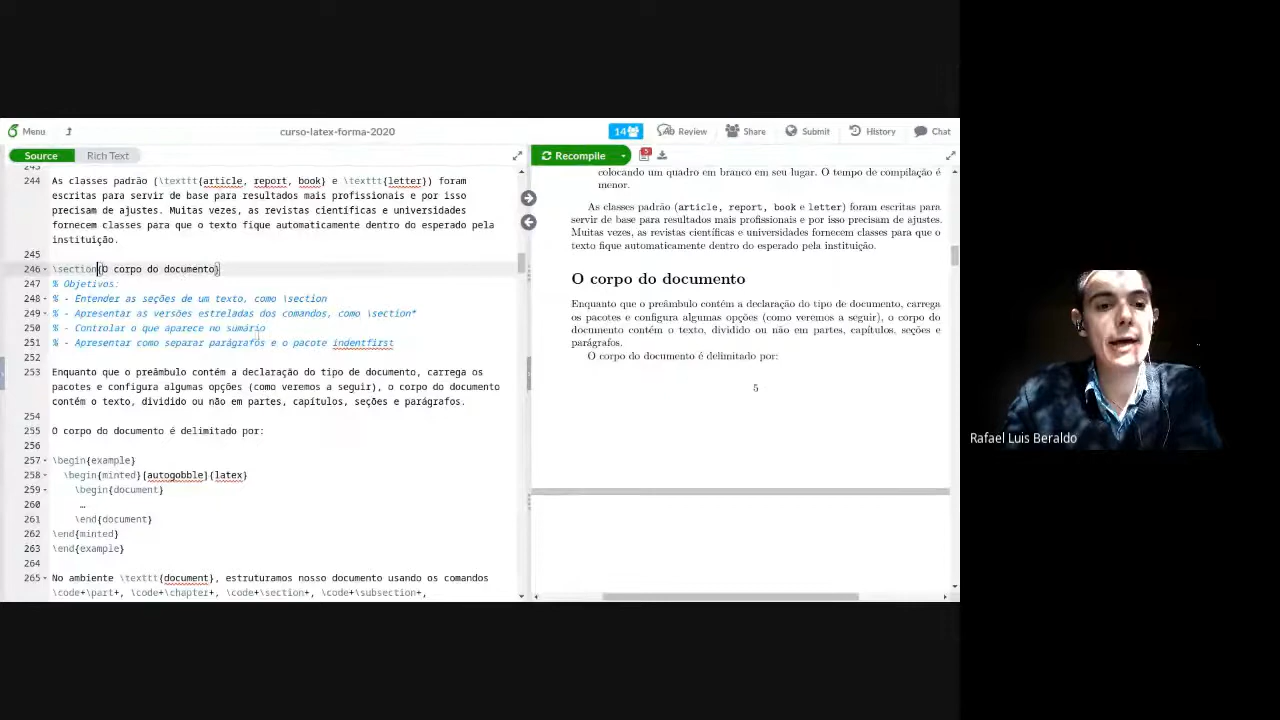 Menu
curso-latex-forma-2020
14
Review
Share
Submit
History
Chat
Source
Rich Text
Recompile
243
244 As classes padrão (\texttt{article, report, book} e \texttt{letter}) foram
escritas para servir de base para resultados mais profissionais e por isso
precisam de ajustes. Muitas vezes, as revistas científicas e universidades
fornecem classes para que o texto fique automaticamente dentro do esperado pela
instituição.
245
246 \section{O corpo do documento}
247 % Objetivos:
248 % - Entender as seções de um texto, como \section
249 % - Apresentar as versões estreladas dos comandos, como \section*
250 % - Controlar o que aparece no sumário
251 % - Apresentar como separar parágrafos e o pacote indentfirst
252
253 Enquanto que o preâmbulo contém a declaração do tipo de documento, carrega os
pacotes e configura algumas opções (como veremos a seguir), o corpo do documento
contém o texto, dividido ou não em partes, capítulos, seções e parágrafos.
254
255 O corpo do documento é delimitado por:
256
257 \begin{example}
258 \begin{minted}[autogobble]{latex}
259 \begin{document}
260 …
261 \end{document}
262 \end{minted}
263 \end{example}
264
265 No ambiente \texttt{document}, estruturamos nosso documento usando os comandos
\code+\part+, \code+\chapter+, \code+\section+, \code+\subsection+,
colocando um quadro em branco em seu lugar. O tempo de compilação é
menor.
As classes padrão (article, report, book e letter) foram escritas para
servir de base para resultados mais profissionais e por isso precisam de ajustes.
Muitas vezes, as revistas científicas e universidades fornecem classes para que o
texto fique automaticamente dentro do esperado pela instituição.
O corpo do documento
Enquanto que o preâmbulo contém a declaração do tipo de documento, carrega
os pacotes e configura algumas opções (como veremos a seguir), o corpo do
documento contém o texto, dividido ou não em partes, capítulos, seções e
parágrafos.
O corpo do documento é delimitado por:
5
Rafael Luis Beraldo